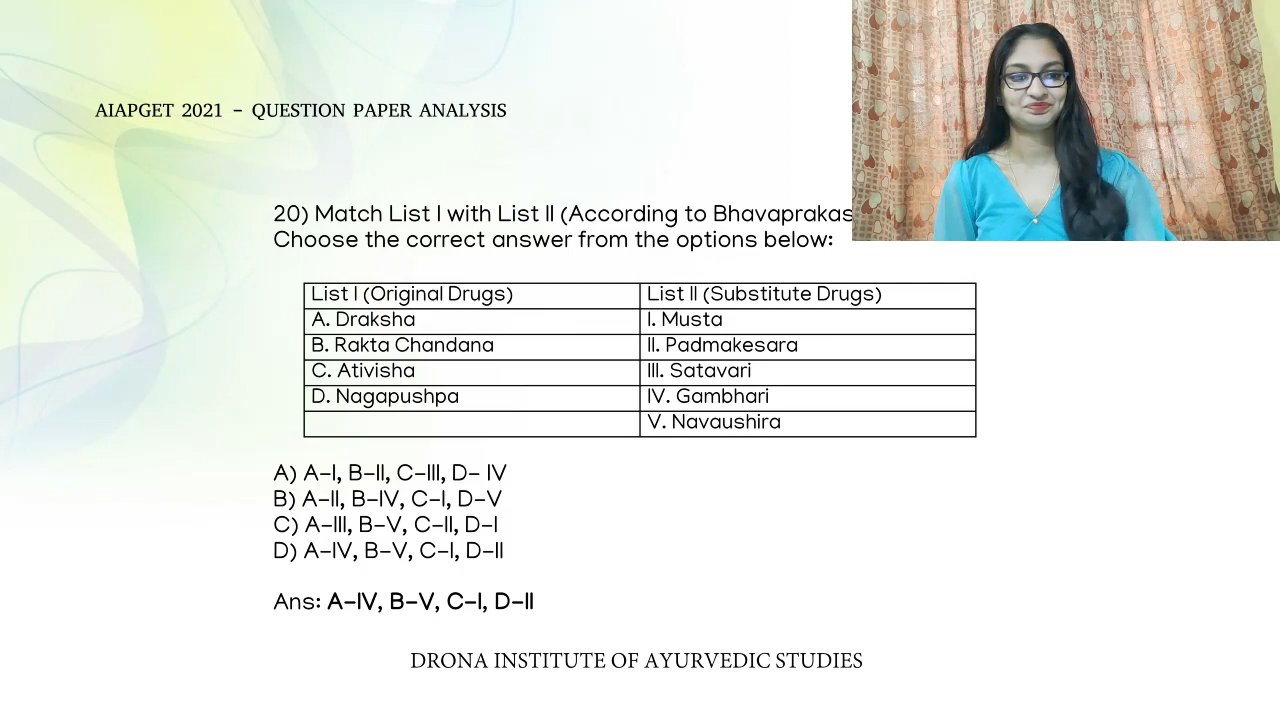 AIAPGET 2021 - QUESTION PAPER ANALYSIS
20) Match List I with List II (According to Bhavaprakas
Choose the correct answer from the options below:
List I (Original Drugs) List II (Substitute Drugs)
A. Draksha I. Musta
B. Rakta Chandana II. Padmakesara
C. Ativisha III. Satavari
D. Nagapushpa IV. Gambhari
V. Navaushira
A) A-I, B-II, C-III, D- IV
B) A-II, B-IV, C-I, D-V
C) A-III, B-V, C-II, D-I
D) A-IV, B-V, C-I, D-II
Ans: A-IV, B-V, C-I, D-II
DRONA INSTITUTE OF AYURVEDIC STUDIES